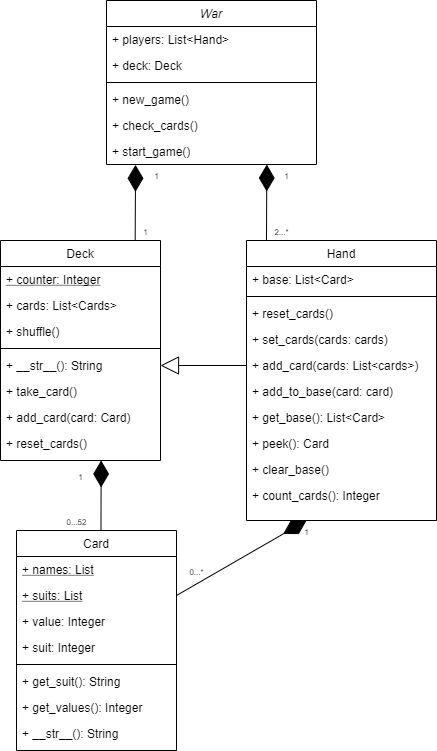 War
+ players: List<Hand>
+ deck: Deck
+ new_game()
+ check_cards()
+ start_game()
1
1
1
2...*
Deck
+ counter: Integer
+ cards: List<Cards>
+ shuffle()
+ __str__(): String
+ take_card()
+ add_card(card: Card)
+ reset_cards()
Hand
+ base: List<Card>
+ reset_cards()
+ set_cards(cards: cards)
+ add_card(cards: List<cards>)
+ add_to_base(card: card)
+ get_base(): List<Card>
+ peek(): Card
+ clear_base()
+ count_cards(): Integer
1
0...52
1
0...*
Card
+ names: List
+ suits: List
+ value: Integer
+ suit: Integer
+ get_suit(): String
+ get_values(): Integer
+ __str__(): String